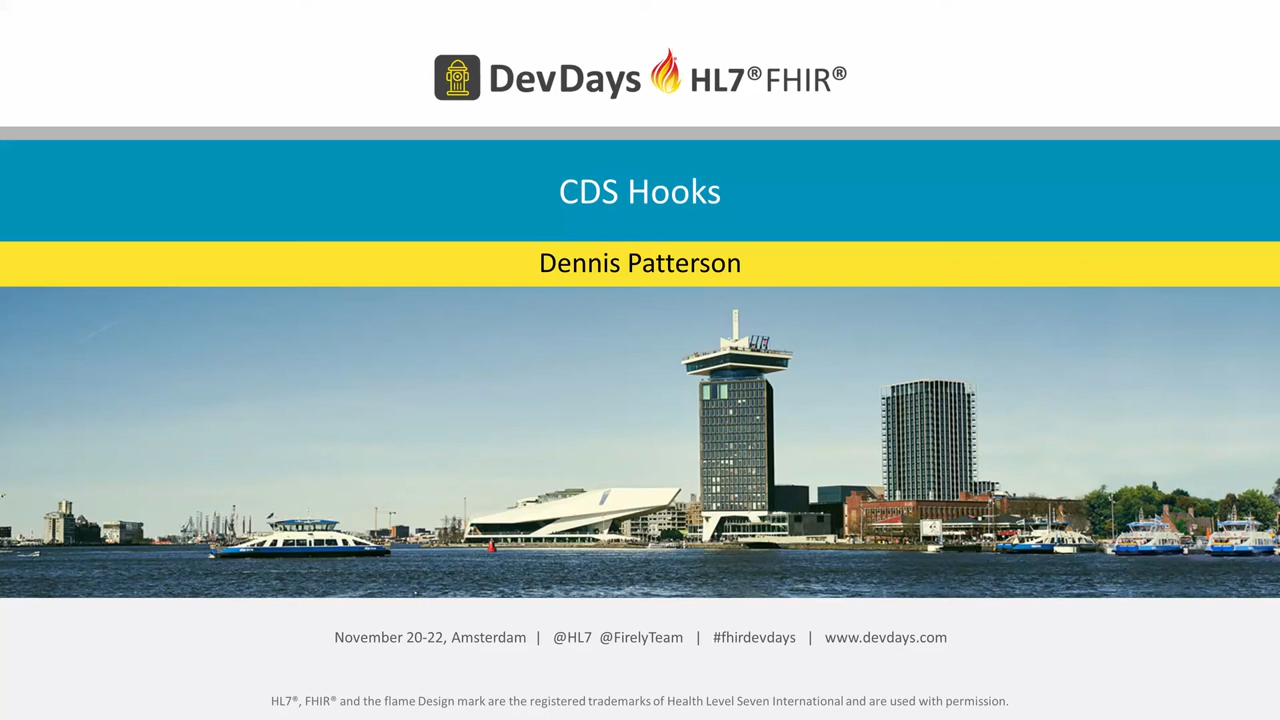 DevDays HL7® FHIR®
CDS Hooks
Dennis Patterson
November 20-22, Amsterdam | @HL7 @FirelyTeam | #fhirdevdays | www.devdays.com
HL7®, FHIR® and the flame Design mark are the registered trademarks of Health Level Seven International and are used with permission.